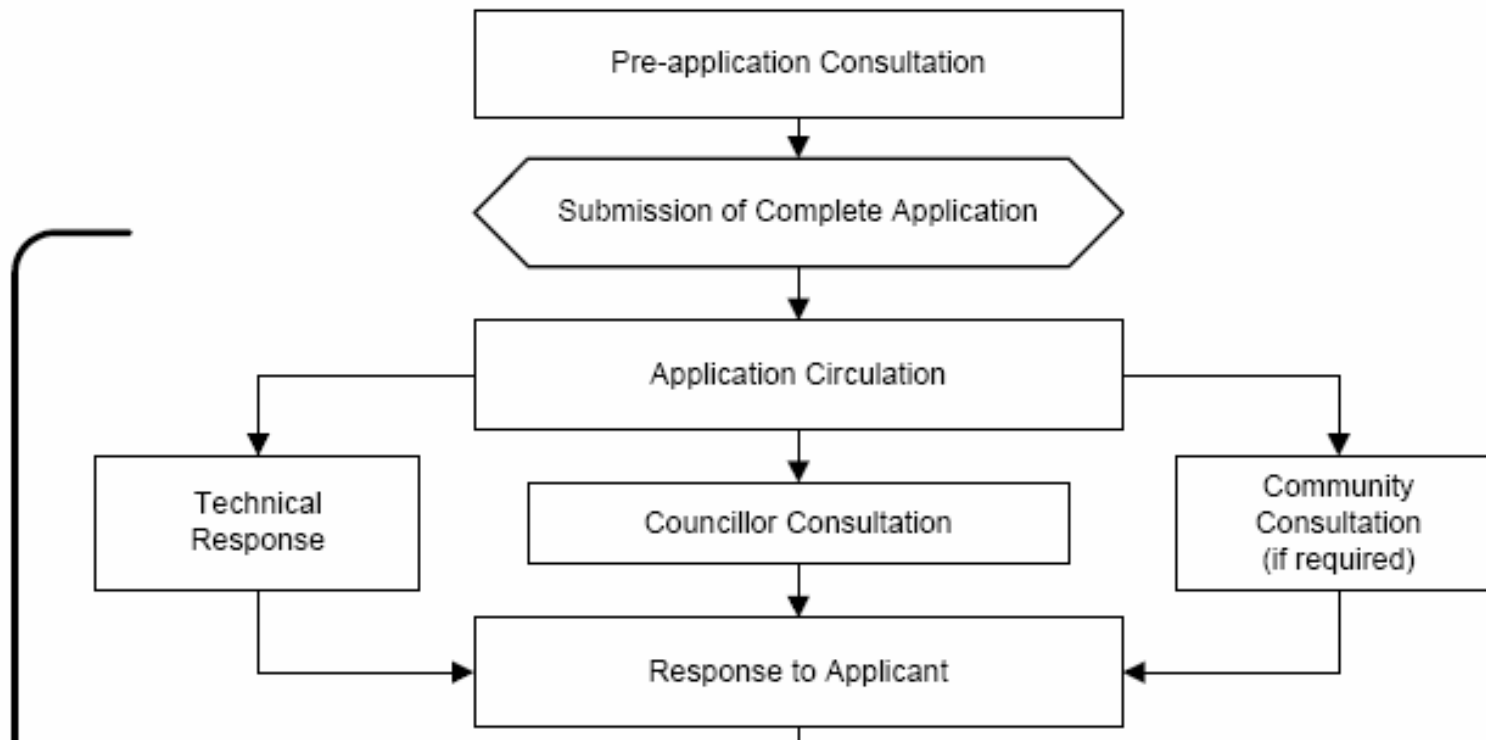 Pre-application Consultation
Submission of Complete Application
Application Circulation
Technical
Response
Councillor Consultation
Community
Consultation
(if required)
Response to Applicant